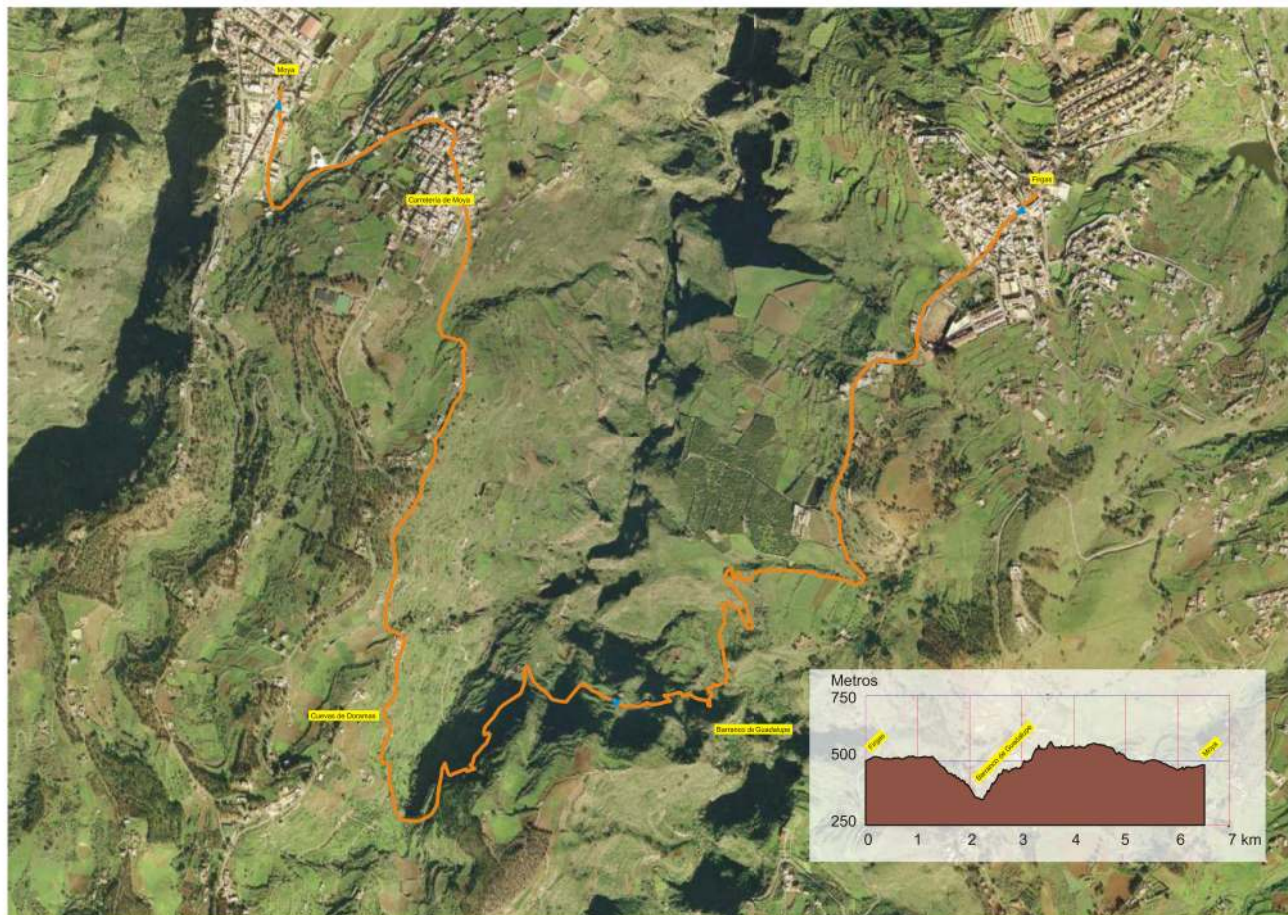 Moya
Firgas
Carretería de Moya
Cuevas de Doramas
Barranco de Guadalupe
Metros
750
500
250
Firgas
Barranco de Guadalupe
Moya
0 1 2 3 4 5 6 7 km